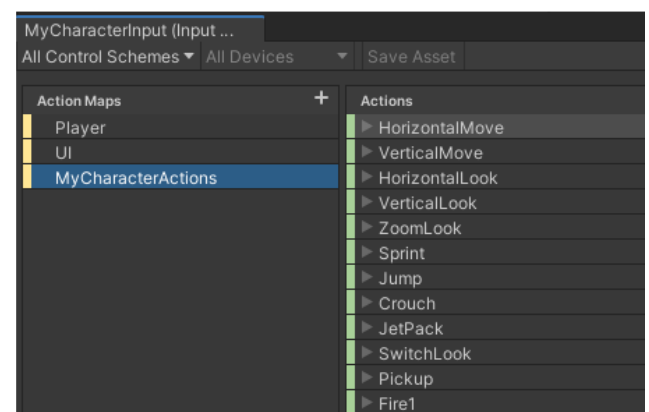 MyCharacterInput (Input ...
All Control Schemes All Devices Save Asset
Action Maps +
Player
UI
MyCharacterActions
Actions
HorizontalMove
VerticalMove
HorizontalLook
VerticalLook
ZoomLook
Sprint
Jump
Crouch
JetPack
SwitchLook
Pickup
Fire1